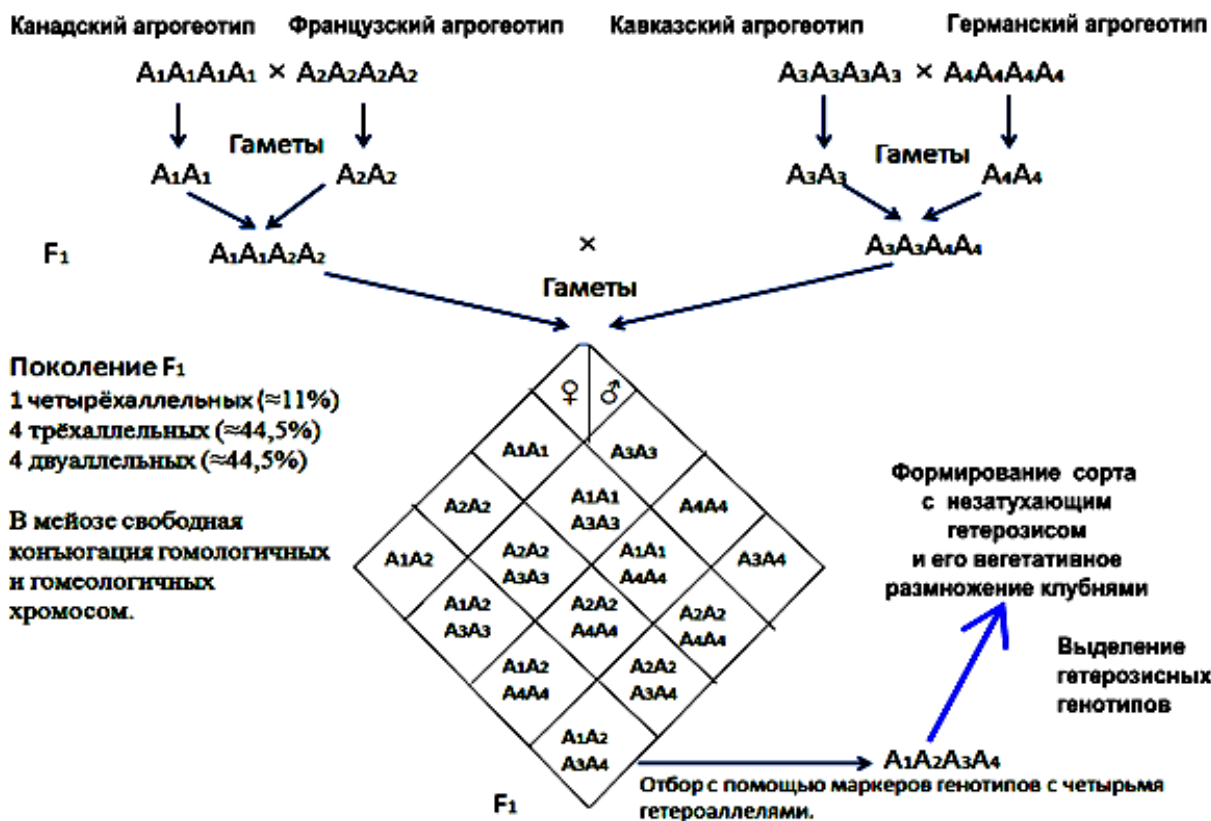 Канадский агрогеотип Французский агрогеотип Кавказский агрогеотип Германский агрогеотип
A1A1A1A1 × A2A2A2A2 A3A3A3A3 × A4A4A4A4
Гаметы Гаметы
A1A1 A2A2 A3A3 A4A4
F1 A1A1A2A2 × A3A3A4A4
Гаметы
Поколение F1
1 четырёхаллельных (≈11%)
4 трёхаллельных (≈44,5%)
4 двуаллельных (≈44,5%)
В мейозе свободная
конъюгация гомологичных
и гомеологичных
хромосом.
♀ ♂
A1A1 A3A3
A2A2 A1A1 A4A4
A3A3
A1A2 A2A2 A1A1 A3A4
A3A3 A4A4
A1A2 A2A2 A2A2
A3A3 A4A4 A4A4
A1A2 A2A2
A4A4 A3A4
A1A2
A3A4
F1
Формирование сорта
с незатухающим
гетерозисом
и его вегетативное
размножение клубнями
Выделение
гетерозисных
генотипов
A1A2A3A4
Отбор с помощью маркеров генотипов с четырьмя
гетероаллелями.